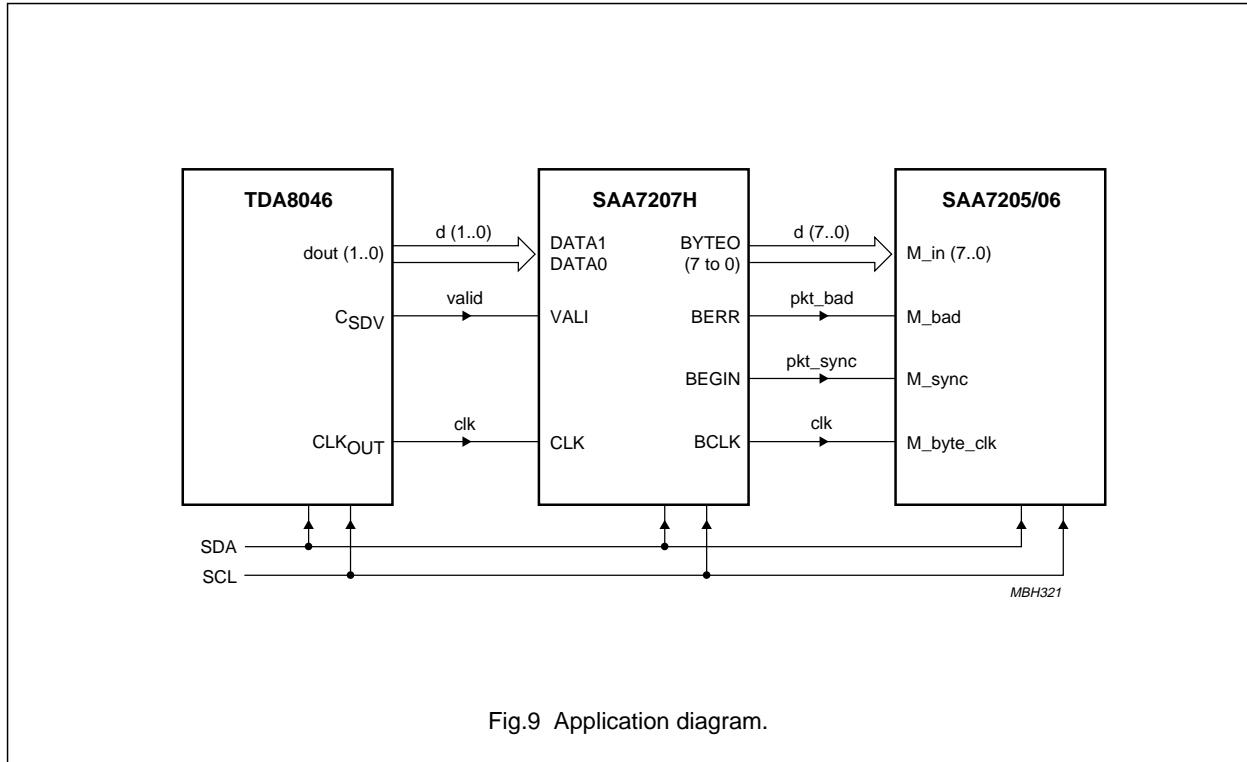 TDA8046
dout (1..0)
CSDV
CLKOUT
d (1..0)
valid
clk
SAA7207H
DATA1
DATA0
VALI
CLK
BYTEO
(7 to 0)
BERR
BEGIN
BCLK
d (7..0)
pkt_bad
pkt_sync
clk
SAA7205/06
M_in (7..0)
M_bad
M_sync
M_byte_clk
SDA
SCL
MBH321
Fig.9 Application diagram.